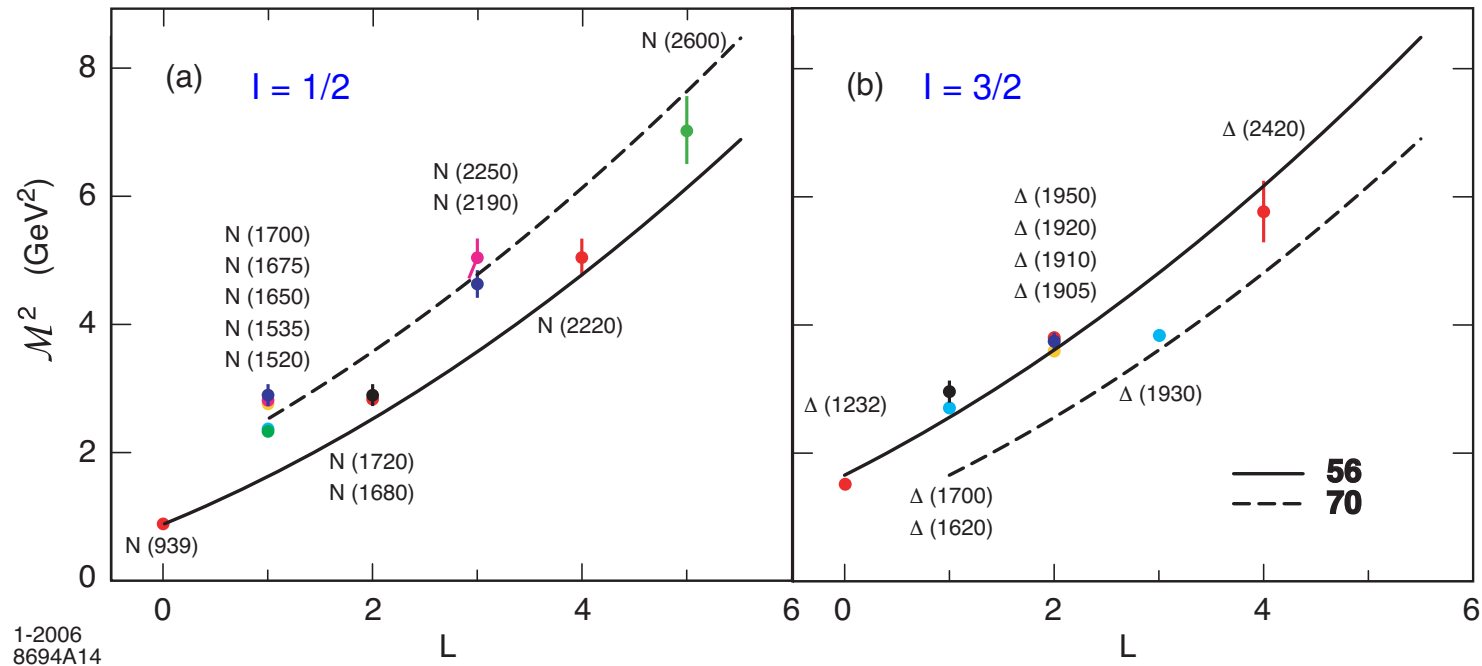 (a) I = 1/2
N (2600)
N (2250)
N (2190)
N (1700)
N (1675)
N (1650)
N (1535)
N (1520)
N (2220)
N (1720)
N (1680)
N (939)
8
6
4
2
0
ℳ² (GeV²)
0 2 4 6
L
(b) I = 3/2
Δ (2420)
Δ (1950)
Δ (1920)
Δ (1910)
Δ (1905)
Δ (1232)
Δ (1930)
Δ (1700)
Δ (1620)
56
70
0 2 4 6
L
1-2006
8694A14